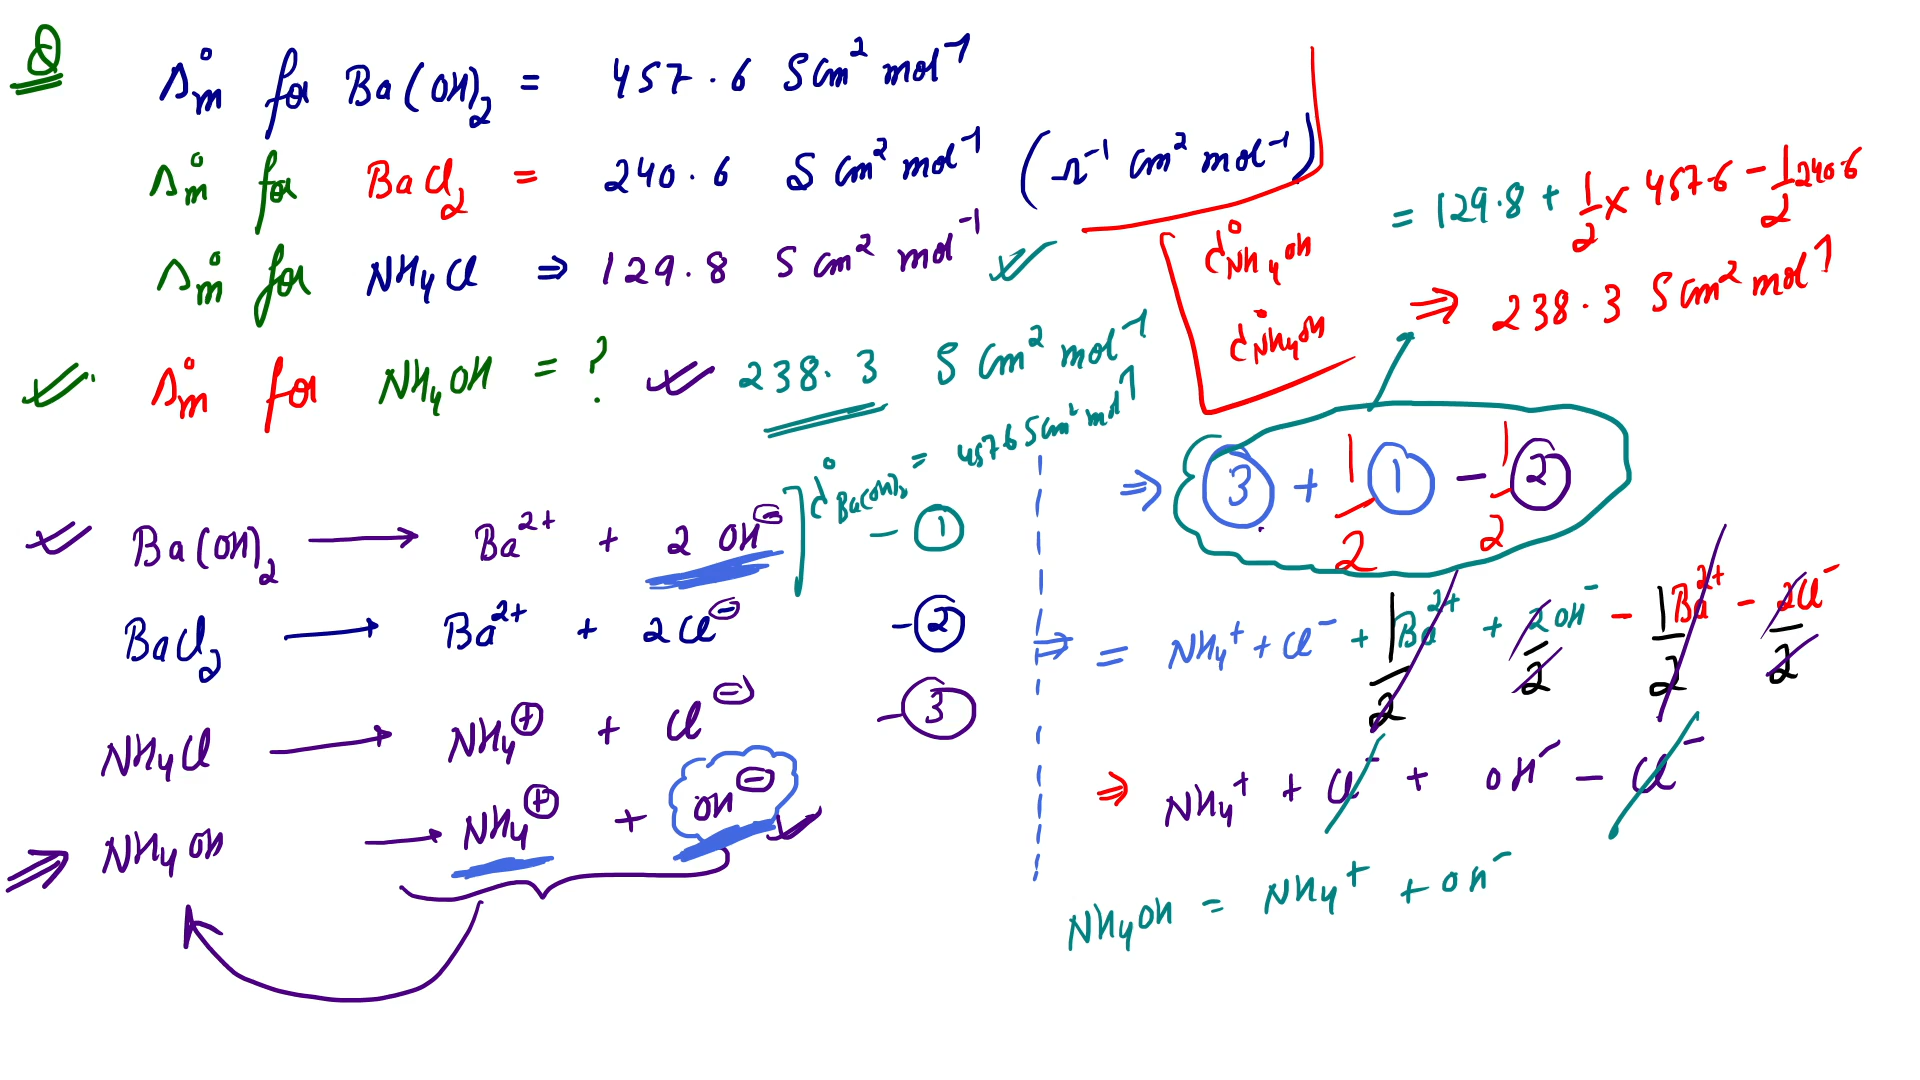 Q
Λ°m for Ba(OH)2 = 457.6 S cm² mol⁻¹
Λ°m for BaCl2 = 240.6 S cm² mol⁻¹ (Ω⁻¹ cm² mol⁻¹)
Λ°m for NH4Cl ⇒ 129.8 S cm² mol⁻¹ ✓
✓ Λ°m for NH4OH = ? ✓ 238.3 S cm² mol⁻¹
✓ Ba(OH)2 → Ba²⁺ + 2 OH⁻ ] λ°Ba(OH)2 = 457.6 S cm² mol⁻¹ - ①
BaCl2 → Ba²⁺ + 2Cl⁻ - ②
NH4Cl → NH4⁺ + Cl⁻ - ③
⇒ NH4OH → NH4⁺ + OH⁻ ✓
λ°NH4OH
λ°NH4OH
= 129.8 + 1/2 × 457.6 - 1/2 240.6
⇒ 238.3 S cm² mol⁻¹
⇒ ③ + 1/2 ① - 1/2 ②
⇒ = NH4⁺ + Cl⁻ + 1/2 Ba²⁺ + 2/2 OH⁻ - 1/2 Ba²⁺ - 2/2 Cl⁻
⇒ NH4⁺ + Cl⁻ + OH⁻ - Cl⁻
NH4OH = NH4⁺ + OH⁻